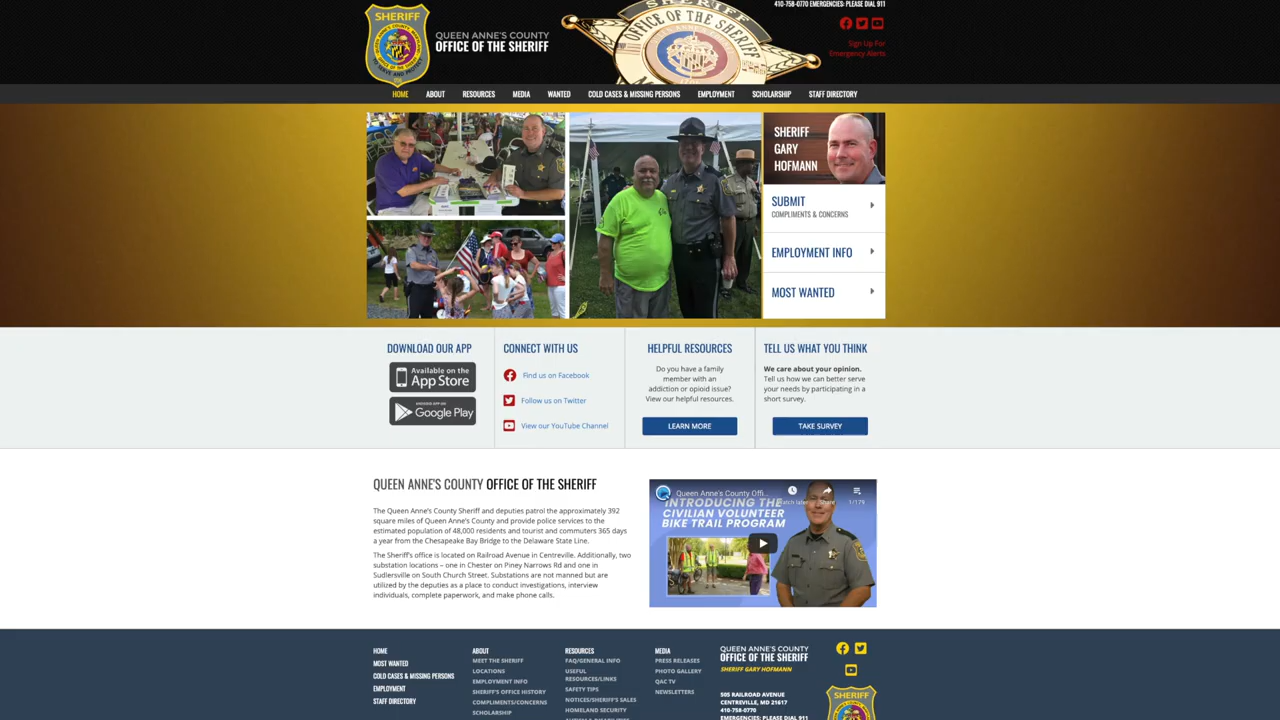 410-758-0770 EMERGENCIES: PLEASE DIAL 911
SHERIFF
QUEEN ANNE'S COUNTY
OFFICE OF THE SHERIFF
SHERIFF
OFFICE OF THE SHERIFF
Sign Up For
Emergency Alerts
HOME ABOUT RESOURCES MEDIA WANTED COLD CASES & MISSING PERSONS EMPLOYMENT SCHOLARSHIP STAFF DIRECTORY
SHERIFF
GARY
HOFMANN
SUBMIT
COMPLIMENTS & CONCERNS
EMPLOYMENT INFO
MOST WANTED
DOWNLOAD OUR APP
Available on the
App Store
Google Play
CONNECT WITH US
Find us on Facebook
Follow us on Twitter
View our YouTube Channel
HELPFUL RESOURCES
Do you have a family
member with an
addiction or opioid issue?
View our helpful resources.
LEARN MORE
TELL US WHAT YOU THINK
We care about your opinion.
Tell us how we can better serve
your needs by participating in a
short survey.
TAKE SURVEY
QUEEN ANNE'S COUNTY OFFICE OF THE SHERIFF
The Queen Anne's County Sheriff and deputies patrol the approximately 392
square miles of Queen Anne's County and provide police services to the
estimated population of 48,000 residents and tourist and commuters 365 days
a year from the Chesapeake Bay Bridge to the Delaware State Line.
The Sheriff's office is located on Railroad Avenue in Centreville. Additionally, two
substation locations – one in Chester on Piney Narrows Rd and one in
Sudlersville on South Church Street. Substations are not manned but are
utilized by the deputies as a place to conduct investigations, interview
individuals, complete paperwork, and make phone calls.
Queen Anne's County Offi...
Watch later Share 1/179
INTRODUCING THE
CIVILIAN VOLUNTEER
BIKE TRAIL PROGRAM
HOME
MOST WANTED
COLD CASES & MISSING PERSONS
EMPLOYMENT
STAFF DIRECTORY
ABOUT
MEET THE SHERIFF
LOCATIONS
EMPLOYMENT INFO
SHERIFF'S OFFICE HISTORY
COMPLIMENTS/CONCERNS
SCHOLARSHIP
RESOURCES
FAQ/GENERAL INFO
USEFUL
RESOURCES/LINKS
SAFETY TIPS
NOTICES/SHERIFF'S SALES
HOMELAND SECURITY
MEDIA
PRESS RELEASES
PHOTO GALLERY
QAC TV
NEWSLETTERS
QUEEN ANNE'S COUNTY
OFFICE OF THE SHERIFF
SHERIFF GARY HOFMANN
505 RAILROAD AVENUE
CENTREVILLE, MD 21617
410-758-0770
EMERGENCIES: PLEASE DIAL 911
SHERIFF